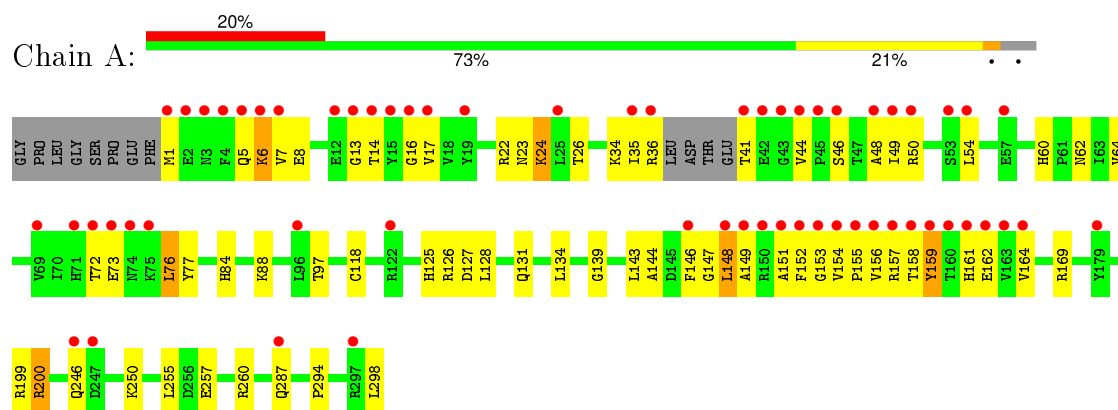 20%
Chain A:
73% 21% • •
GLY PRO LEU GLY SER PRO GLU PHE M1 E2 N3 F4 Q5 K6 V7 E8 E12 G13 T14 Y15 G16 V17 V18 Y19 R22 N23 K24 L25 T26 K34 I35 R36 LEU ASP THR GLU T41 E42 G43 V44 P45 S46 T47 A48 I49 R50 S53 L54 E57 H60 P61 N62 I63 V64
V69 I70 H71 T72 E73 N74 K75 L76 Y77 H84 K88 L96 T97 C118 R122 H125 R126 D127 L128 Q131 L134 G139 L143 A144 D145 F146 G147 L148 A149 R150 A151 F152 G153 V154 P155 V156 R157 T158 Y159 T160 H161 E162 V163 V164 R169 Y179
R199 R200 Q246 D247 K250 L255 D256 E257 R260 Q287 P294 R297 L298